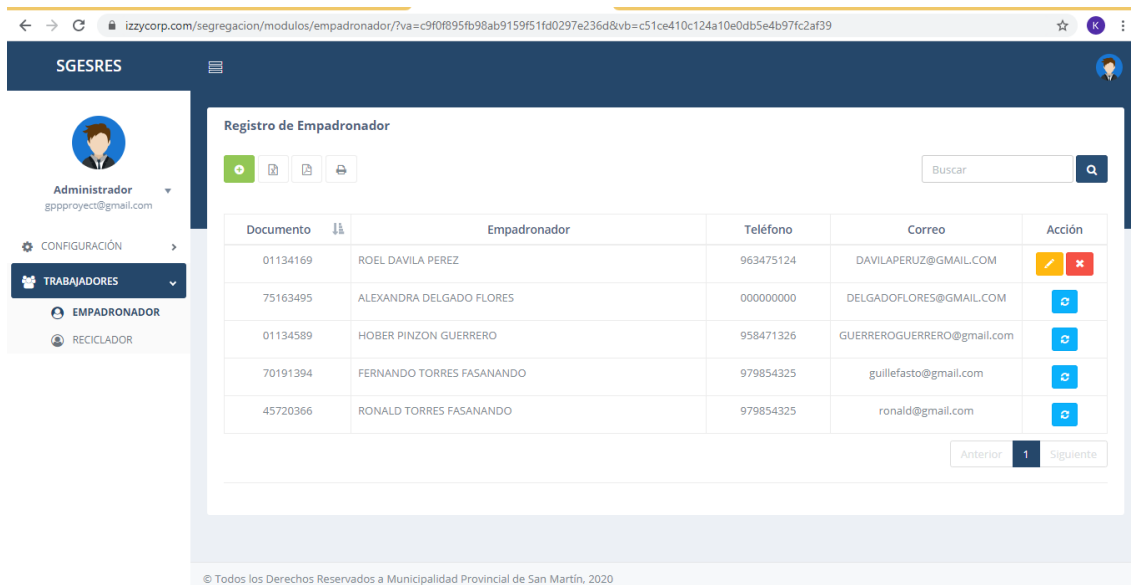 izzycorp.com/segregacion/modulos/empadronador/?va=c9f0f895fb98ab9159f51fd0297e236d&vb=c51ce410c124a10e0db5e4b97fc2af39
K
SGESRES
Administrador
gppproyect@gmail.com
CONFIGURACIÓN
TRABAJADORES
EMPADRONADOR
RECICLADOR
Registro de Empadronador
Buscar
Documento Empadronador Teléfono Correo Acción
01134169 ROEL DAVILA PEREZ 963475124 DAVILAPERUZ@GMAIL.COM
75163495 ALEXANDRA DELGADO FLORES 000000000 DELGADOFLORES@GMAIL.COM
01134589 HOBER PINZON GUERRERO 958471326 GUERREROGUERRERO@gmail.com
70191394 FERNANDO TORRES FASANANDO 979854325 guillefasto@gmail.com
45720366 RONALD TORRES FASANANDO 979854325 ronald@gmail.com
Anterior 1 Siguiente
© Todos los Derechos Reservados a Municipalidad Provincial de San Martín, 2020